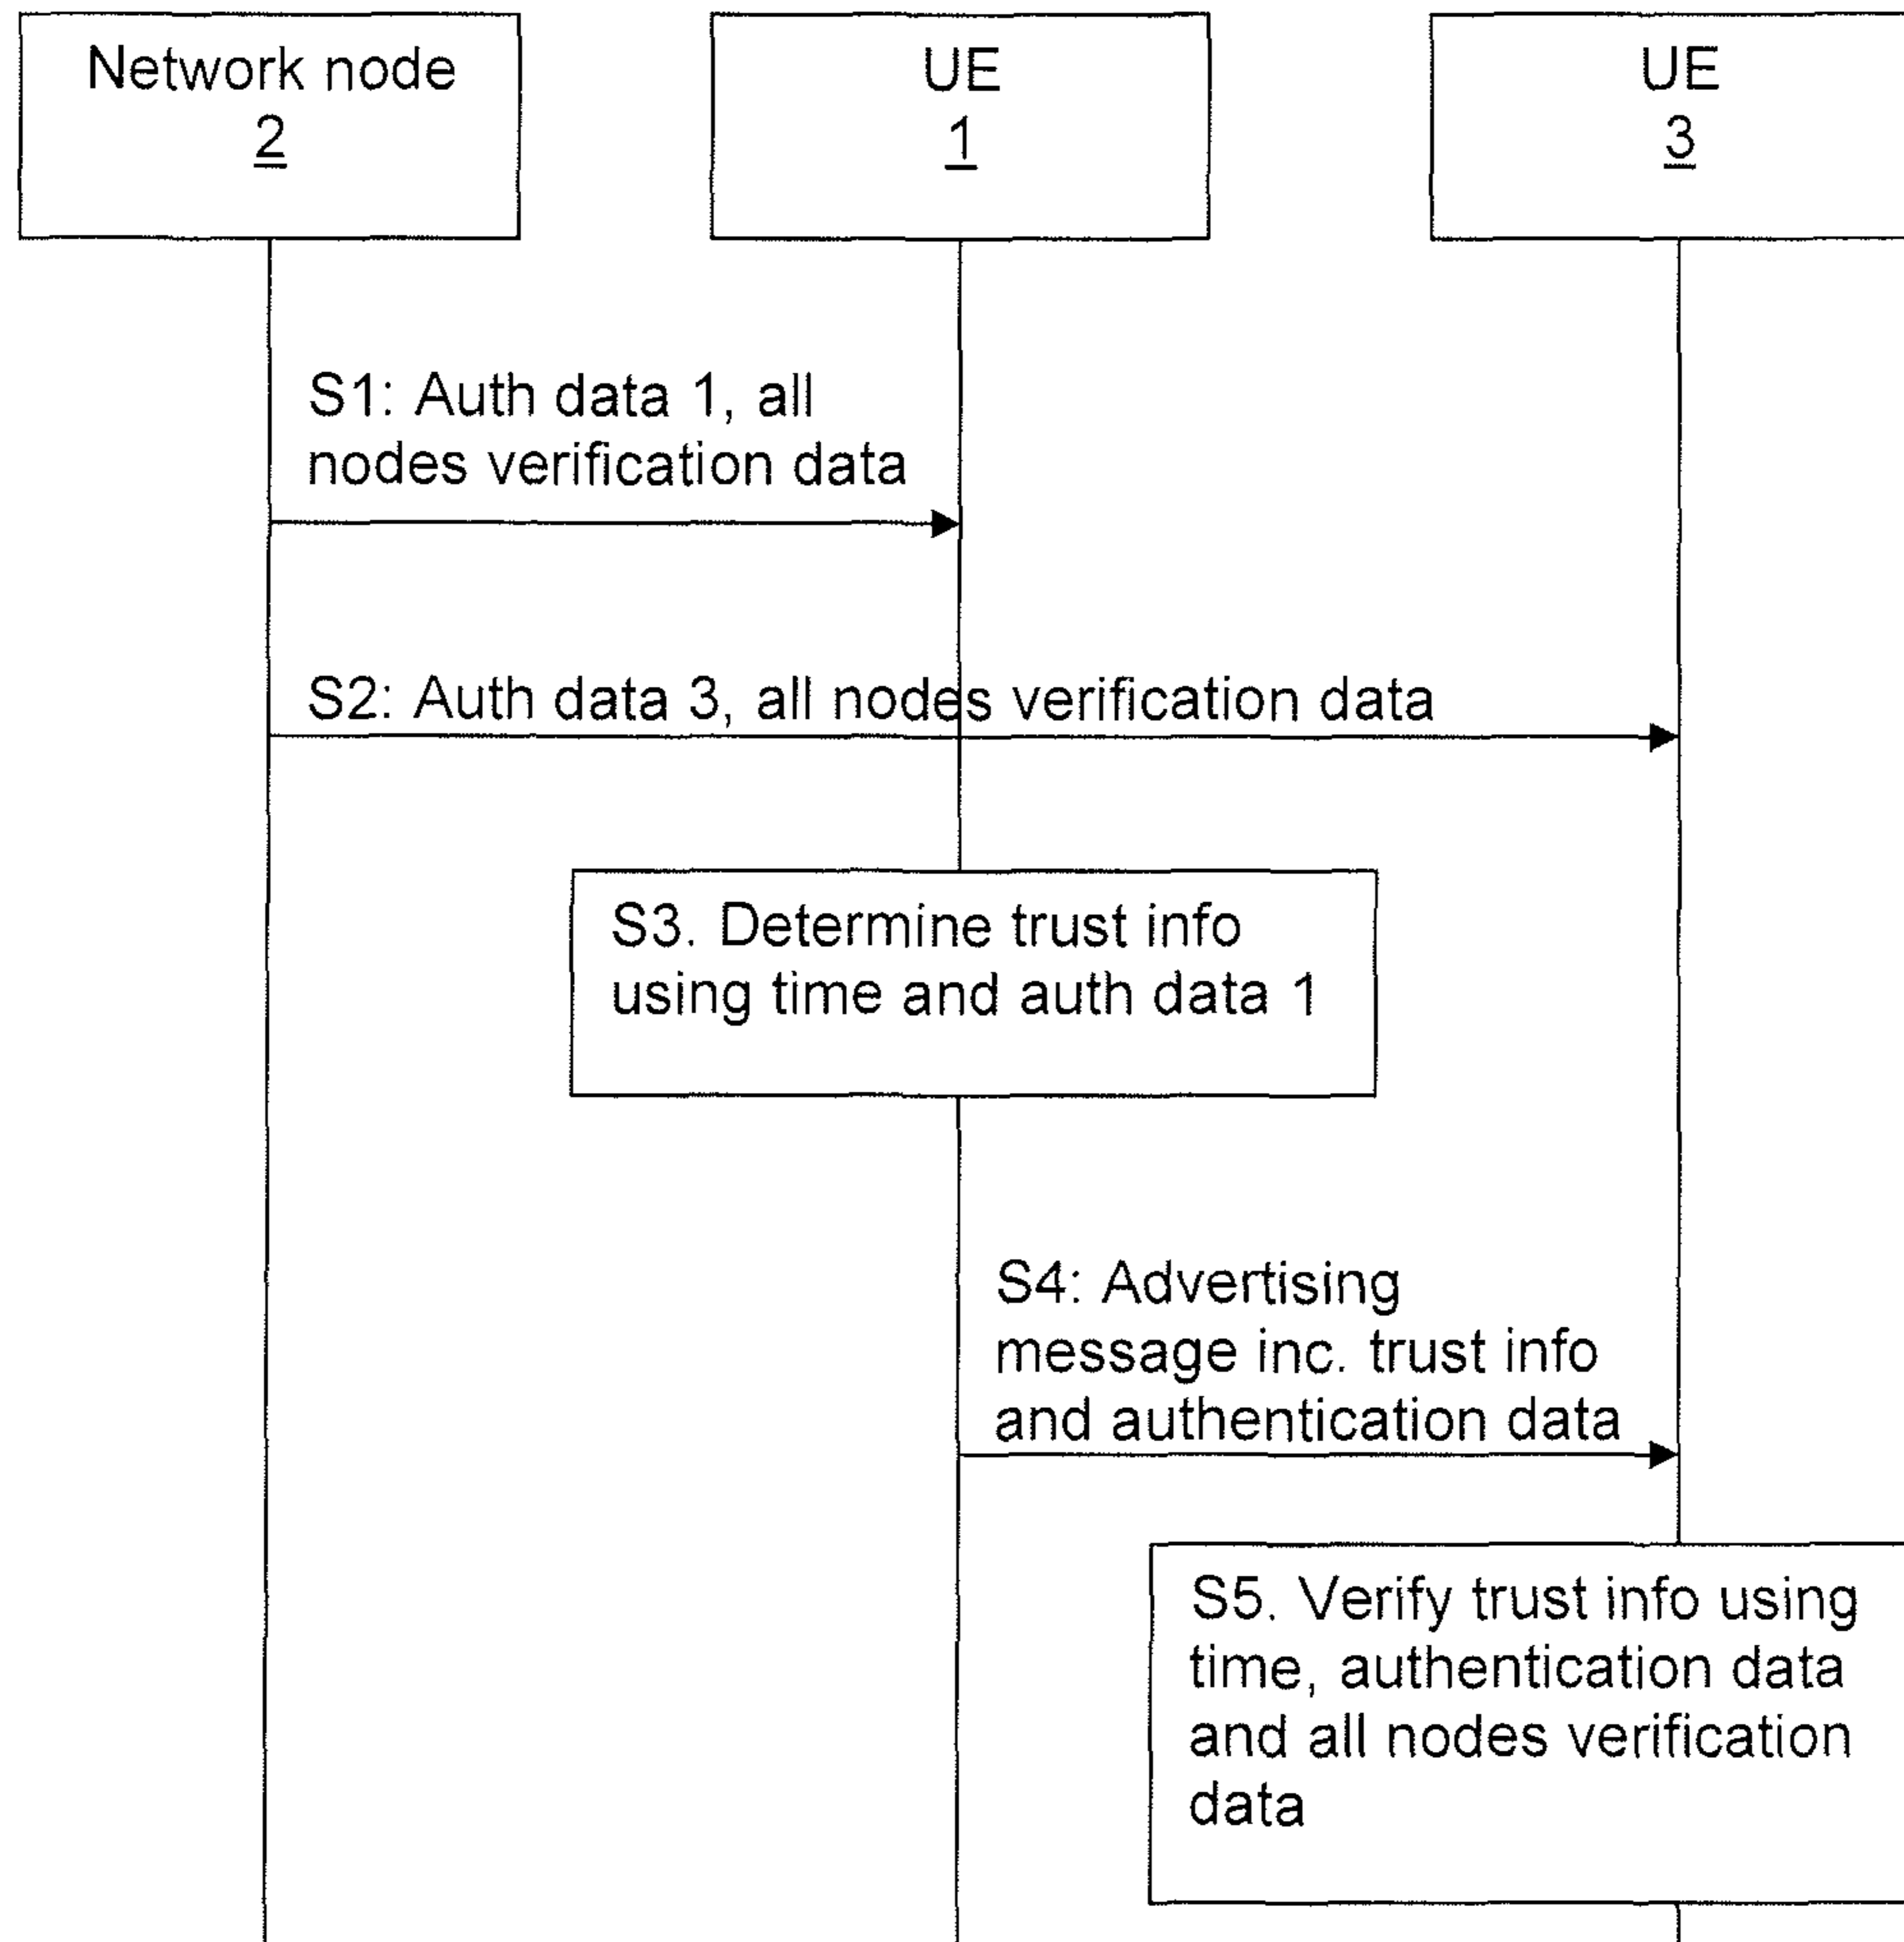 Network node
2
UE
1
UE
3
S1: Auth data 1, all
nodes verification data
S2: Auth data 3, all nodes verification data
S3. Determine trust info
using time and auth data 1
S4: Advertising
message inc. trust info
and authentication data
S5. Verify trust info using
time, authentication data
and all nodes verification
data